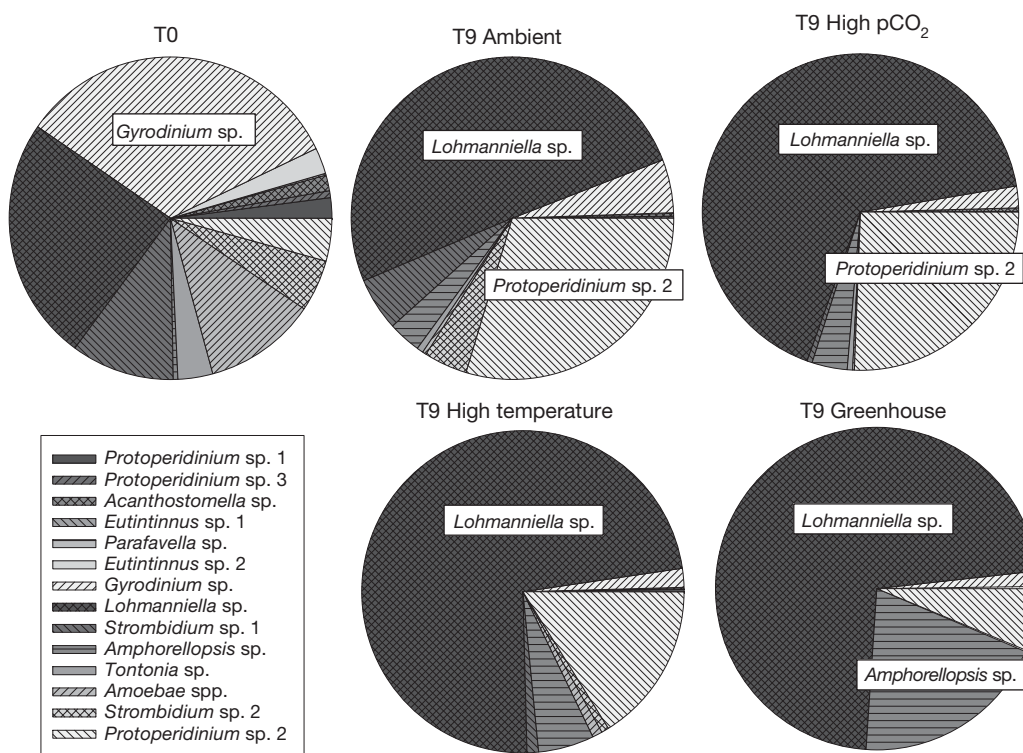 T0
T9 Ambient
T9 High pCO₂
Gyrodinium sp.
Lohmanniella sp.
Lohmanniella sp.
Protoperidinium sp. 2
Protoperidinium sp. 2
T9 High temperature
T9 Greenhouse
Lohmanniella sp.
Lohmanniella sp.
Amphorellopsis sp.
Protoperidinium sp. 1
Protoperidinium sp. 3
Acanthostomella sp.
Eutintinnus sp. 1
Parafavella sp.
Eutintinnus sp. 2
Gyrodinium sp.
Lohmanniella sp.
Strombidium sp. 1
Amphorellopsis sp.
Tontonia sp.
Amoebae spp.
Strombidium sp. 2
Protoperidinium sp. 2